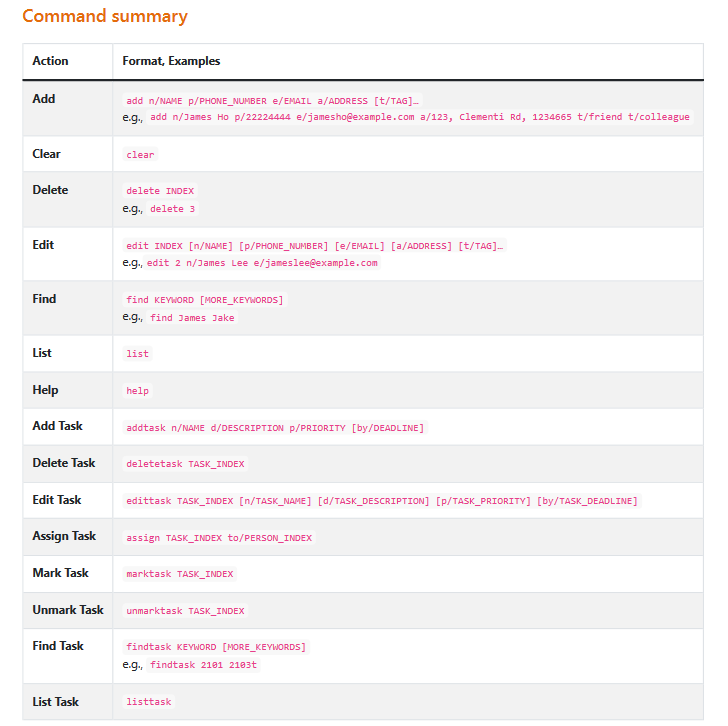 Command summary
Action Format, Examples
Add add n/NAME p/PHONE_NUMBER e/EMAIL a/ADDRESS [t/TAG]…
e.g., add n/James Ho p/22224444 e/jamesho@example.com a/123, Clementi Rd, 1234665 t/friend t/colleague
Clear clear
Delete delete INDEX
e.g., delete 3
Edit edit INDEX [n/NAME] [p/PHONE_NUMBER] [e/EMAIL] [a/ADDRESS] [t/TAG]…
e.g., edit 2 n/James Lee e/jameslee@example.com
Find find KEYWORD [MORE_KEYWORDS]
e.g., find James Jake
List list
Help help
Add Task addtask n/NAME d/DESCRIPTION p/PRIORITY [by/DEADLINE]
Delete Task deletetask TASK_INDEX
Edit Task edittask TASK_INDEX [n/TASK_NAME] [d/TASK_DESCRIPTION] [p/TASK_PRIORITY] [by/TASK_DEADLINE]
Assign Task assign TASK_INDEX to/PERSON_INDEX
Mark Task marktask TASK_INDEX
Unmark Task unmarktask TASK_INDEX
Find Task findtask KEYWORD [MORE_KEYWORDS]
e.g., findtask 2101 2103t
List Task listtask